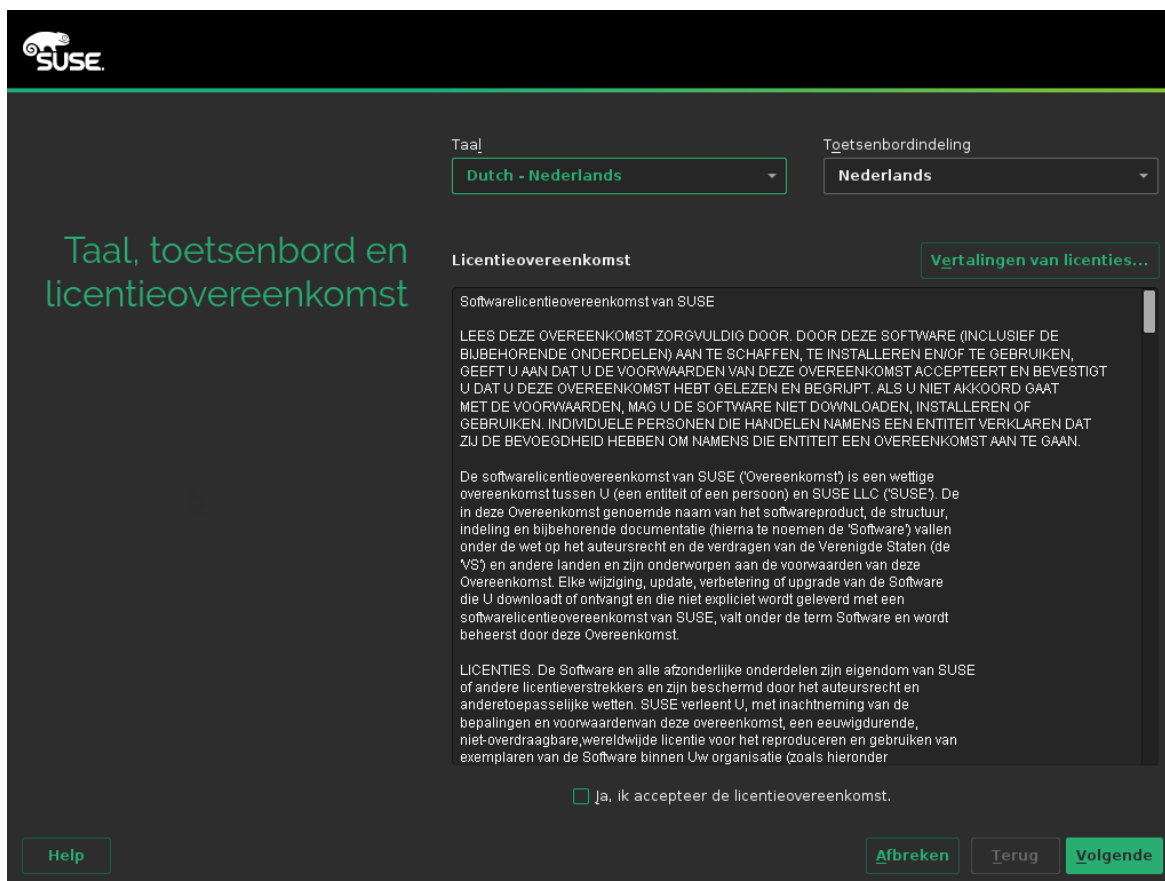 SUSE.
Taal
Toetsenbordindeling
Dutch - Nederlands
Nederlands
Taal, toetsenbord en
licentieovereenkomst
Licentieovereenkomst
Vertalingen van licenties...
Softwarelicentieovereenkomst van SUSE
LEES DEZE OVEREENKOMST ZORGVULDIG DOOR. DOOR DEZE SOFTWARE (INCLUSIEF DE
BIJBEHORENDE ONDERDELEN) AAN TE SCHAFFEN, TE INSTALLEREN EN/OF TE GEBRUIKEN,
GEEFT U AAN DAT U DE VOORWAARDEN VAN DEZE OVEREENKOMST ACCEPTEERT EN BEVESTIGT
U DAT U DEZE OVEREENKOMST HEBT GELEZEN EN BEGRIJPT. ALS U NIET AKKOORD GAAT
MET DE VOORWAARDEN, MAG U DE SOFTWARE NIET DOWNLOADEN, INSTALLEREN OF
GEBRUIKEN. INDIVIDUELE PERSONEN DIE HANDELEN NAMENS EEN ENTITEIT VERKLAREN DAT
ZIJ DE BEVOEGDHEID HEBBEN OM NAMENS DIE ENTITEIT EEN OVEREENKOMST AAN TE GAAN.
De softwarelicentieovereenkomst van SUSE ('Overeenkomst') is een wettige
overeenkomst tussen U (een entiteit of een persoon) en SUSE LLC ('SUSE'). De
in deze Overeenkomst genoemde naam van het softwareproduct, de structuur,
indeling en bijbehorende documentatie (hierna te noemen de 'Software') vallen
onder de wet op het auteursrecht en de verdragen van de Verenigde Staten (de
'VS') en andere landen en zijn onderworpen aan de voorwaarden van deze
Overeenkomst. Elke wijziging, update, verbetering of upgrade van de Software
die U downloadt of ontvangt en die niet expliciet wordt geleverd met een
softwarelicentieovereenkomst van SUSE, valt onder de term Software en wordt
beheerst door deze Overeenkomst.
LICENTIES. De Software en alle afzonderlijke onderdelen zijn eigendom van SUSE
of andere licentieverstrekkers en zijn beschermd door het auteursrecht en
anderetoepasselijke wetten. SUSE verleent U, met inachtneming van de
bepalingen en voorwaardenvan deze overeenkomst, een eeuwigdurende,
niet-overdraagbare,wereldwijde licentie voor het reproduceren en gebruiken van
exemplaren van de Software binnen Uw organisatie (zoals hieronder
Ja, ik accepteer de licentieovereenkomst.
Help
Afbreken
Terug
Volgende